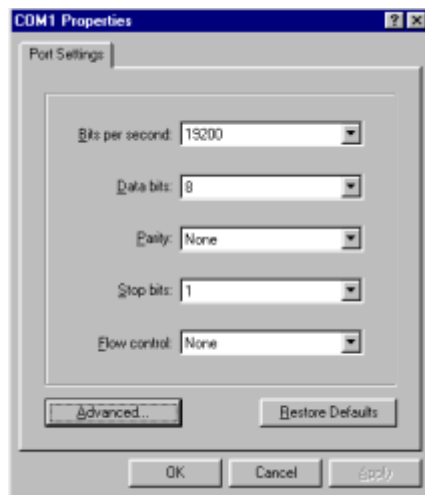 COM1 Properties
Port Settings
Bits per second: 19200
Data bits: 8
Parity: None
Stop bits: 1
Flow control: None
Advanced... Restore Defaults
OK Cancel Apply